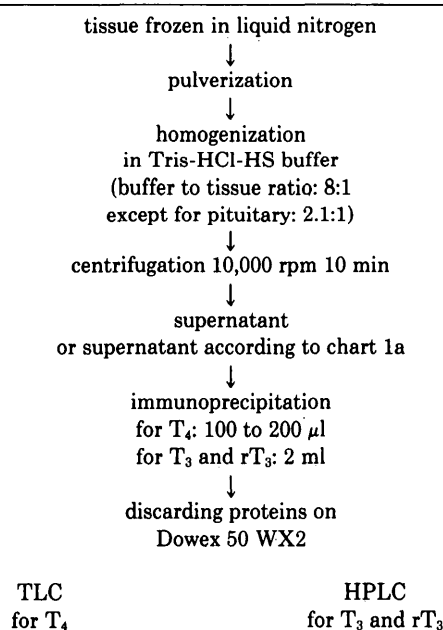 tissue frozen in liquid nitrogen
↓
pulverization
↓
homogenization
in Tris-HCl-HS buffer
(buffer to tissue ratio: 8:1
except for pituitary: 2.1:1)
↓
centrifugation 10,000 rpm 10 min
↓
supernatant
or supernatant according to chart 1a
↓
immunoprecipitation
for T₄: 100 to 200 μl
for T₃ and rT₃: 2 ml
↓
discarding proteins on
Dowex 50 WX2
TLC
for T₄
HPLC
for T₃ and rT₃